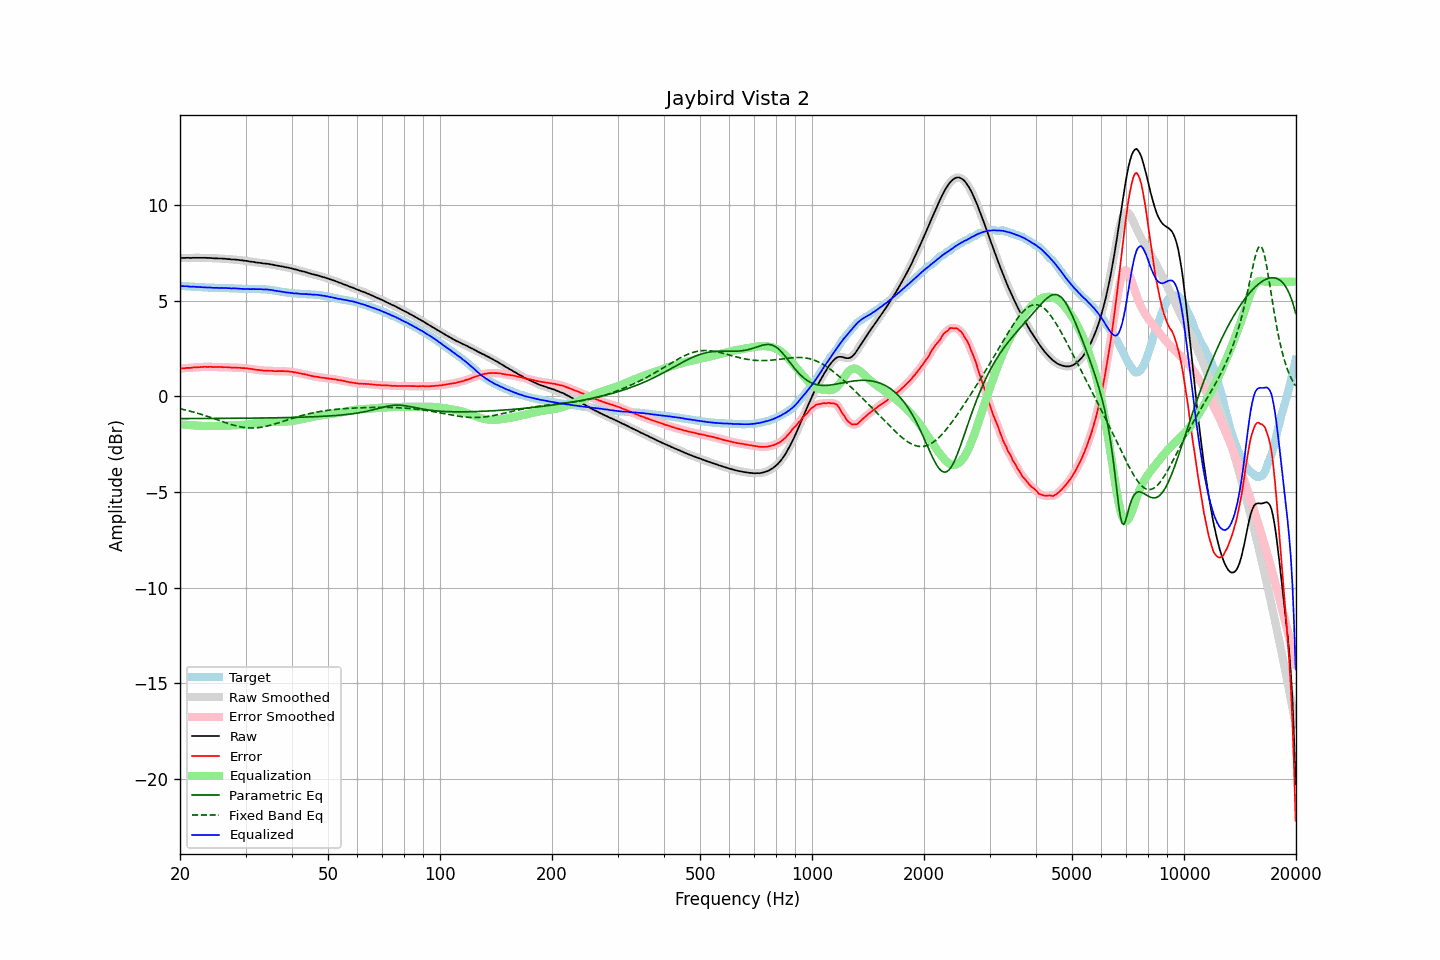 Jaybird Vista 2
Amplitude (dBr)
10
5
0
−5
−10
−15
−20
Target
Raw Smoothed
Error Smoothed
Raw
Error
Equalization
Parametric Eq
Fixed Band Eq
Equalized
20 50 100 200 500 1000 2000 5000 10000 20000
Frequency (Hz)